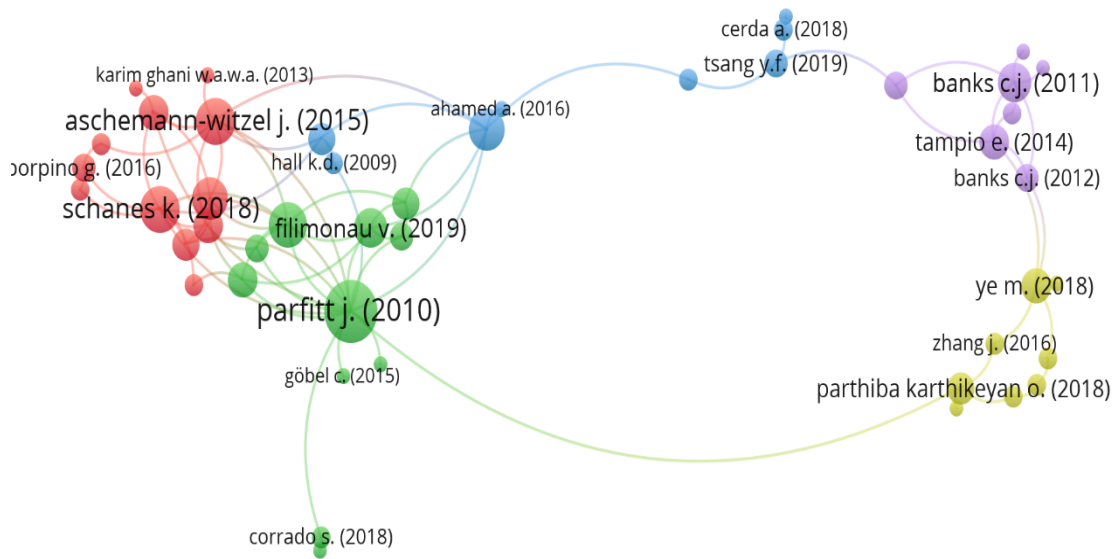 cerda a. (2018)
tsang y.f. (2019)
karim ghani w.a.w.a. (2013)
banks c.j. (2011)
ahamed a. (2016)
aschemann-witzel j. (2015)
tampio e. (2014)
hall k.d. (2009)
porpino g. (2016)
banks c.j. (2012)
schanes k. (2018)
filimonau v. (2019)
ye m. (2018)
parfitt j. (2010)
zhang j. (2016)
göbel c. (2015)
parthiba karthikeyan o. (2018)
corrado s. (2018)